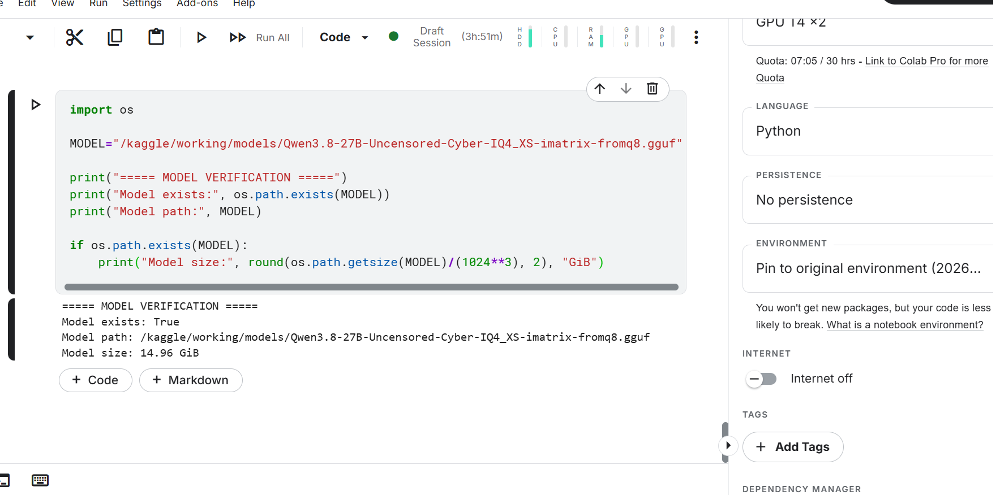 Edit View Run Settings Add-ons Help
Run All
Code
Draft Session
(3h:51m)
HDD
CPU
RAM
GPU
GPU
import os
MODEL="/kaggle/working/models/Qwen3.8-27B-Uncensored-Cyber-IQ4_XS-imatrix-fromq8.gguf"
print("===== MODEL VERIFICATION =====")
print("Model exists:", os.path.exists(MODEL))
print("Model path:", MODEL)
if os.path.exists(MODEL):
    print("Model size:", round(os.path.getsize(MODEL)/(1024**3), 2), "GiB")
===== MODEL VERIFICATION =====
Model exists: True
Model path: /kaggle/working/models/Qwen3.8-27B-Uncensored-Cyber-IQ4_XS-imatrix-fromq8.gguf
Model size: 14.96 GiB
+ Code
+ Markdown
GPU T4 ×2
Quota: 07:05 / 30 hrs - Link to Colab Pro for more
Quota
LANGUAGE
Python
PERSISTENCE
No persistence
ENVIRONMENT
Pin to original environment (2026...
You won't get new packages, but your code is less
likely to break. What is a notebook environment?
INTERNET
Internet off
TAGS
+ Add Tags
DEPENDENCY MANAGER